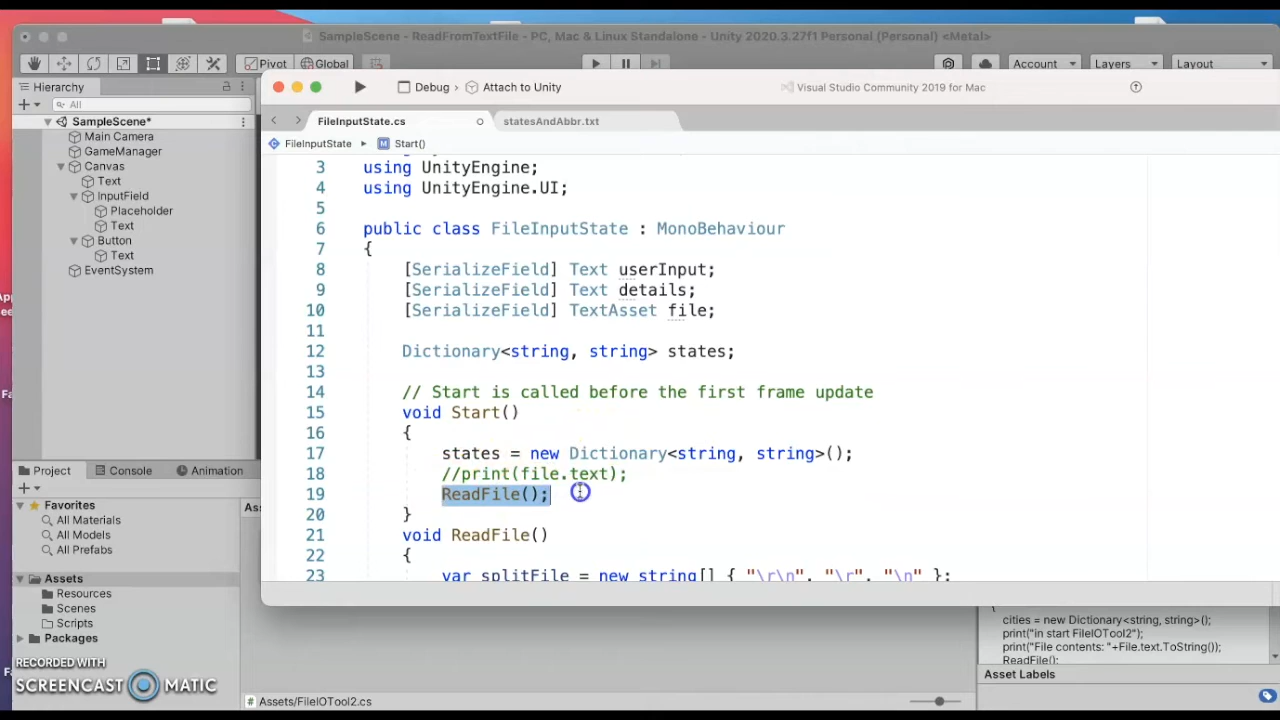 SampleScene - ReadFromTextFile - PC, Mac & Linux Standalone - Unity 2020.3.27f1 Personal (Personal) <Metal>
Pivot Global Account Layers Layout
Hierarchy
All
SampleScene*
Main Camera
GameManager
Canvas
Text
InputField
Placeholder
Text
Button
Text
EventSystem
Debug > Attach to Unity
Visual Studio Community 2019 for Mac
FileInputState.cs
statesAndAbbr.txt
FileInputState Start()
3 using UnityEngine;
4 using UnityEngine.UI;
5
6 public class FileInputState : MonoBehaviour
7 {
8 [SerializeField] Text userInput;
9 [SerializeField] Text details;
10 [SerializeField] TextAsset file;
11
12 Dictionary<string, string> states;
13
14 // Start is called before the first frame update
15 void Start()
16 {
17 states = new Dictionary<string, string>();
18 //print(file.text);
19 ReadFile();
20 }
21 void ReadFile()
22 {
23 var splitFile = new string[] { "\r\n", "\r", "\n" };
Project Console Animation
Favorites
All Materials
All Models
All Prefabs
Assets
Resources
Scenes
Scripts
Packages
As
RECORDED WITH
SCREENCAST MATIC
Assets/FileIOTool2.cs
{
cities = new Dictionary<string, string>();
print("in start FileIOTool2");
print("File contents: "+File.text.ToString());
ReadFile();
Asset Labels